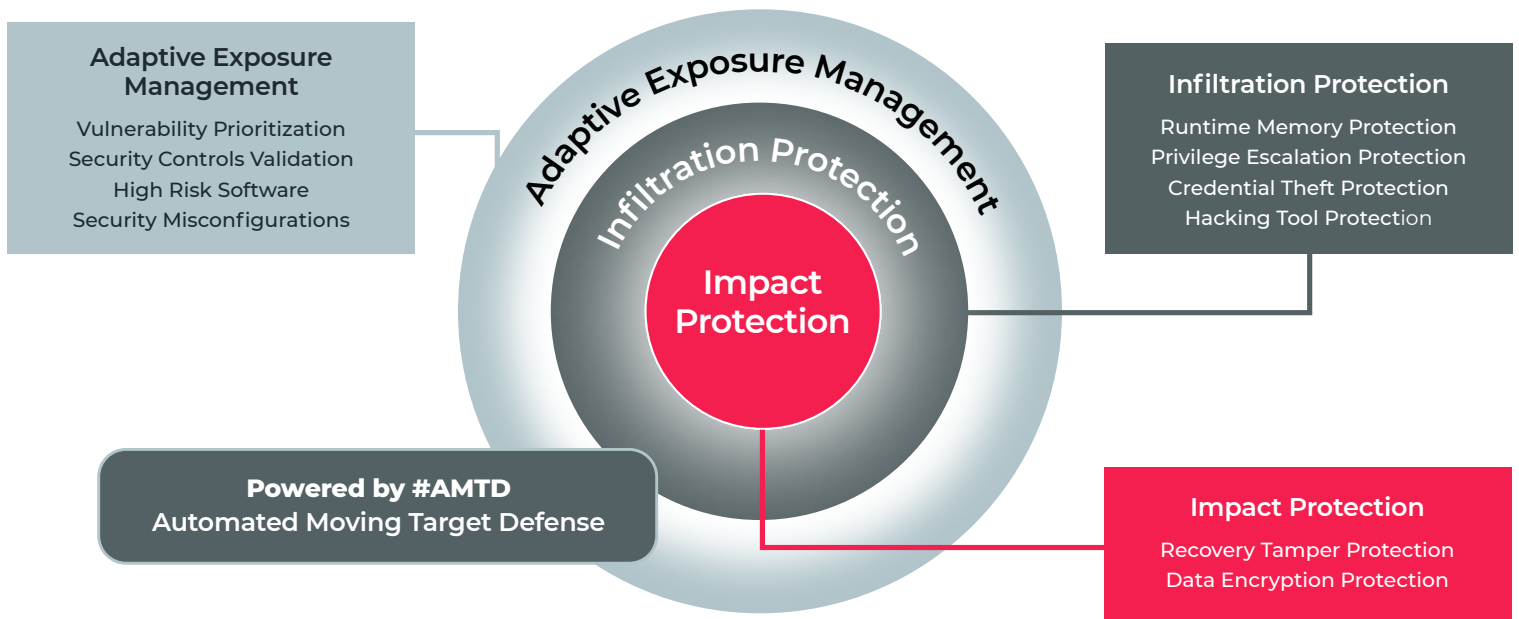 Adaptive Exposure
Management
Vulnerability Prioritization
Security Controls Validation
High Risk Software
Security Misconfigurations
Adaptive Exposure Management
Infiltration Protection
Impact
Protection
Infiltration Protection
Runtime Memory Protection
Privilege Escalation Protection
Credential Theft Protection
Hacking Tool Protection
Powered by #AMTD
Automated Moving Target Defense
Impact Protection
Recovery Tamper Protection
Data Encryption Protection